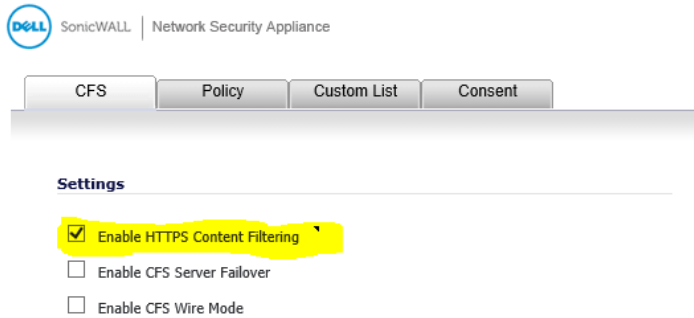 DELL SonicWALL | Network Security Appliance
CFS Policy Custom List Consent
Settings
Enable HTTPS Content Filtering
Enable CFS Server Failover
Enable CFS Wire Mode